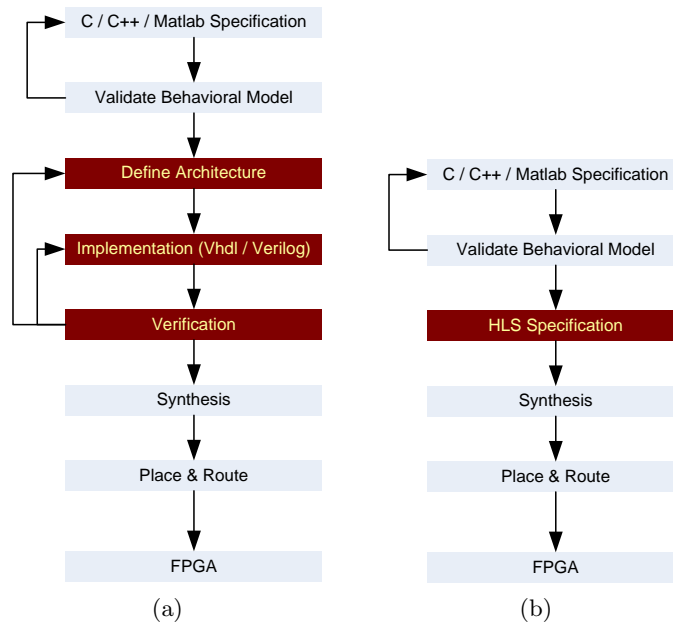 C / C++ / Matlab Specification
Validate Behavioral Model
Define Architecture
Implementation (Vhdl / Verilog)
Verification
Synthesis
Place & Route
FPGA
(a)
C / C++ / Matlab Specification
Validate Behavioral Model
HLS Specification
Synthesis
Place & Route
FPGA
(b)